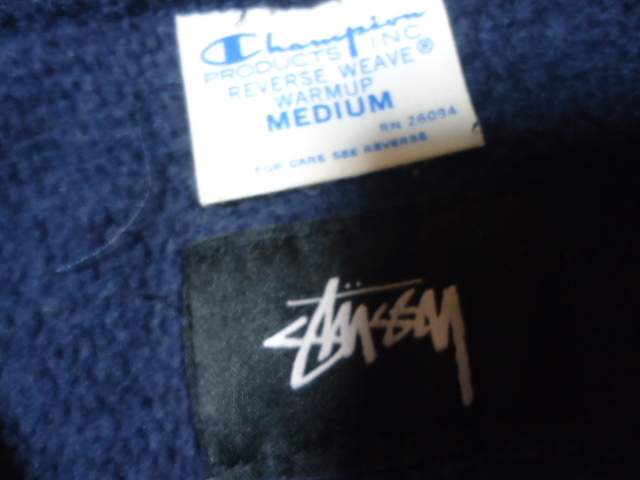 Champion
PRODUCTS INC
REVERSE WEAVE®
WARMUP
MEDIUM
RN 26094
FOR CARE SEE REVERSE
STÜSSY